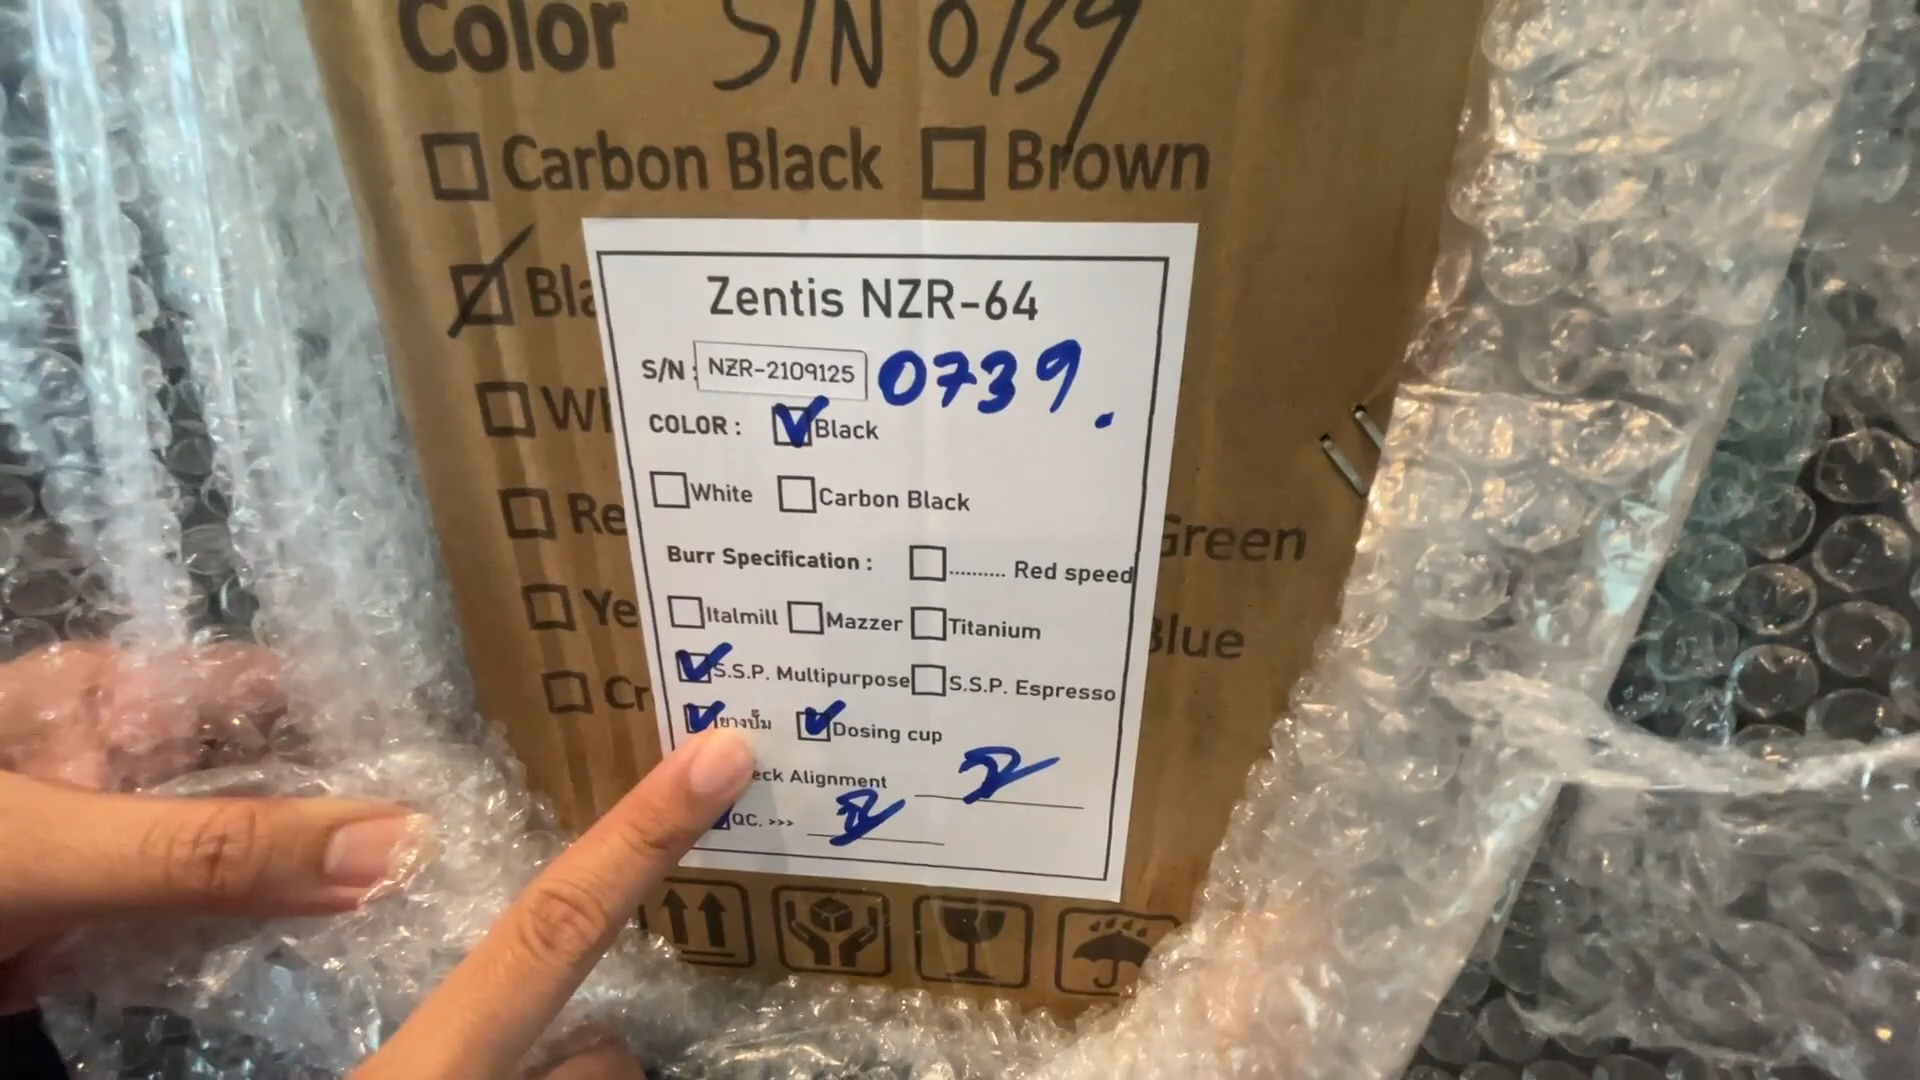 Color S/N 0139
Carbon Black Brown
Bla
Zentis NZR-64
S/N : NZR-2109125 0739.
COLOR : Black
Wh
White Carbon Black
Re
Green
Burr Specification : .......... Red speed
Ye
Blue
Italmill Mazzer Titanium
Cr
S.S.P. Multipurpose S.S.P. Espresso
ยางปั๊ม Dosing cup
eck Alignment
QC. >>>